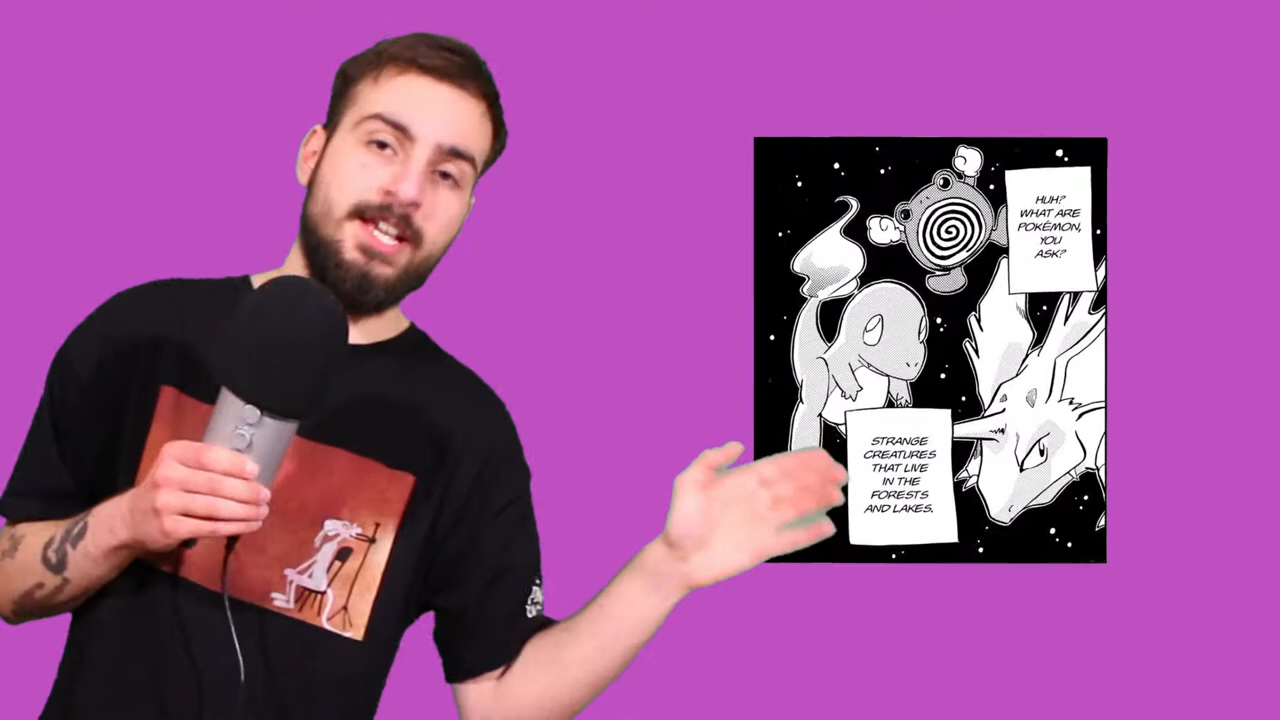 HUH?
WHAT ARE
POKÉMON,
YOU
ASK?
STRANGE
CREATURES
THAT LIVE
IN THE
FORESTS
AND LAKES.